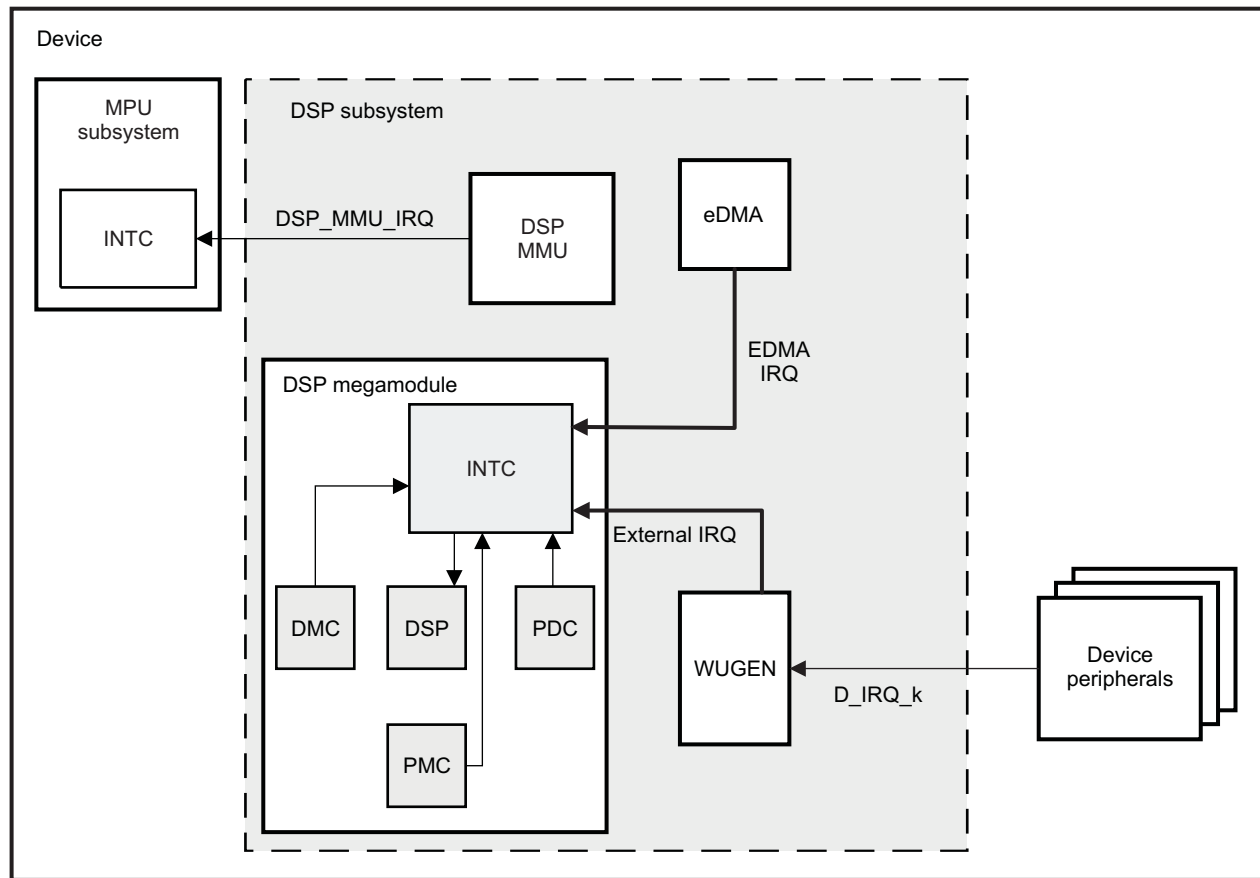 Device
MPU
subsystem
INTC
DSP subsystem
DSP_MMU_IRQ
DSP
MMU
eDMA
EDMA
IRQ
DSP megamodule
INTC
External IRQ
DMC
DSP
PDC
PMC
WUGEN
D_IRQ_k
Device
peripherals